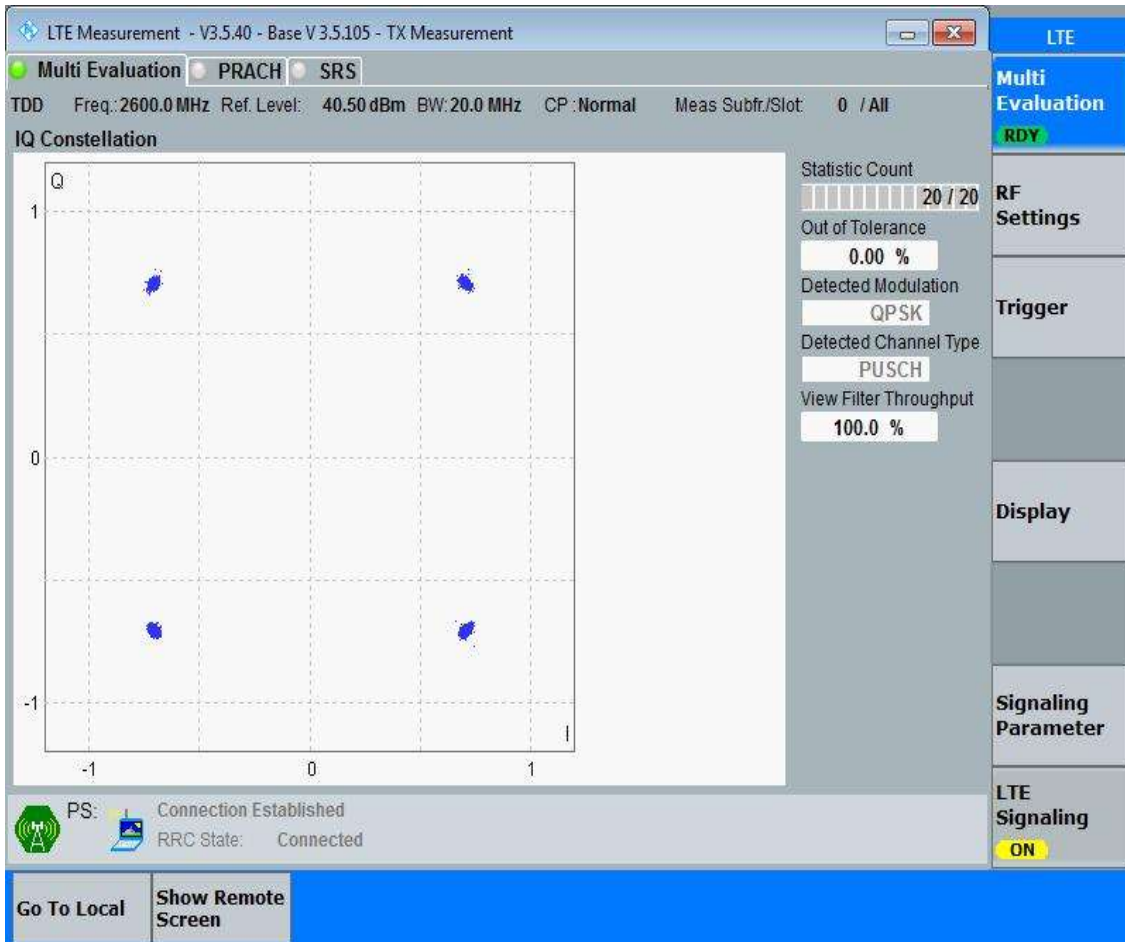 LTE Measurement - V3.5.40 - Base V 3.5.105 - TX Measurement
LTE
Multi Evaluation PRACH SRS
TDD Freq.: 2600.0 MHz Ref. Level: 40.50 dBm BW: 20.0 MHz CP : Normal Meas Subfr./Slot: 0 / All
IQ Constellation
Q
1
0
-1
I
-1 0 1
Statistic Count
20 / 20
Out of Tolerance
0.00 %
Detected Modulation
QPSK
Detected Channel Type
PUSCH
View Filter Throughput
100.0 %
PS: Connection Established
RRC State: Connected
Multi
Evaluation
RDY
RF
Settings
Trigger
Display
Signaling
Parameter
LTE
Signaling
ON
Go To Local
Show Remote
Screen